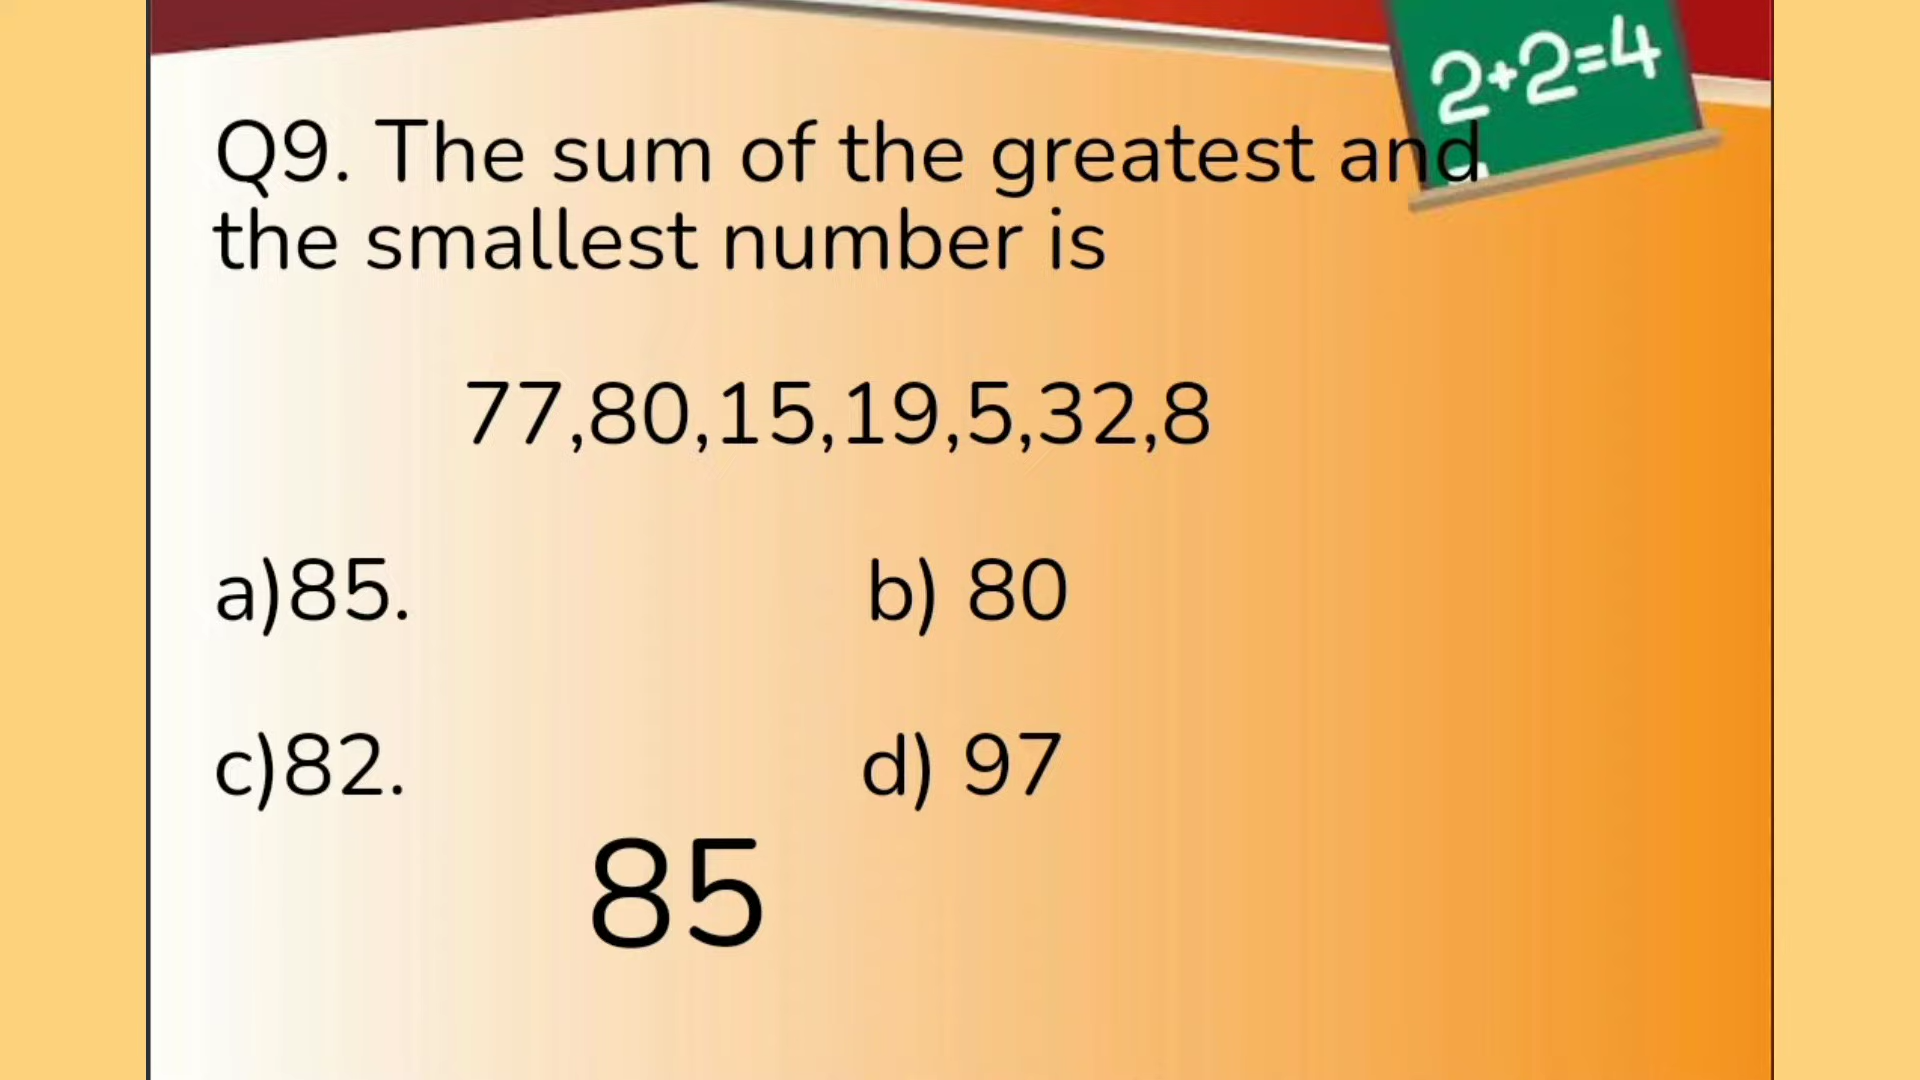 2+2=4
Q9. The sum of the greatest and
the smallest number is
77,80,15,19,5,32,8
a)85. b) 80
c)82. d) 97
85